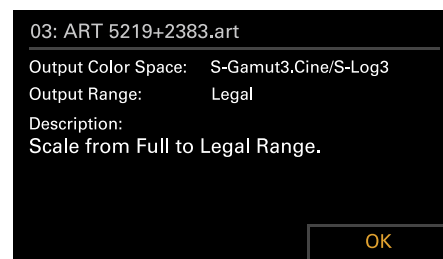 03: ART 5219+2383.art
Output Color Space: S-Gamut3.Cine/S-Log3
Output Range: Legal
Description:
Scale from Full to Legal Range.
OK